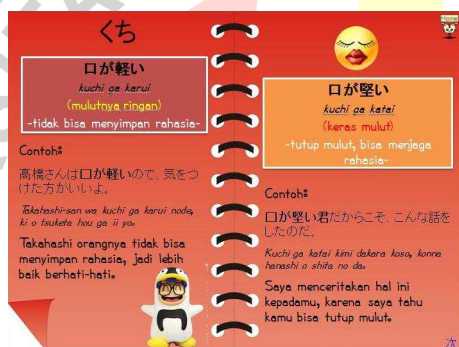 くち
口が軽い
kuchi ga karui
(mulutnya ringan)
-tidak bisa menyimpan rahasia-
Contoh:
高橋さんは口が軽いので、気をつ
けた方がいいよ。
Takahashi-san wa kuchi ga karui node,
ki o tsuketa hou ga ii yo.
Takahashi orangnya tidak bisa
menyimpan rahasia, jadi lebih
baik berhati-hati.
Home
口が堅い
kuchi ga katai
(keras mulut)
-tutup mulut, bisa menjaga
rahasia-
Contoh:
口が堅い君だからこそ、こんな話を
したのだ。
Kuchi ga katai kimi dakara koso, konna
hanashi o shita no da.
Saya menceritakan hal ini
kepadamu, karena saya tahu
kamu bisa tutup mulut.
次